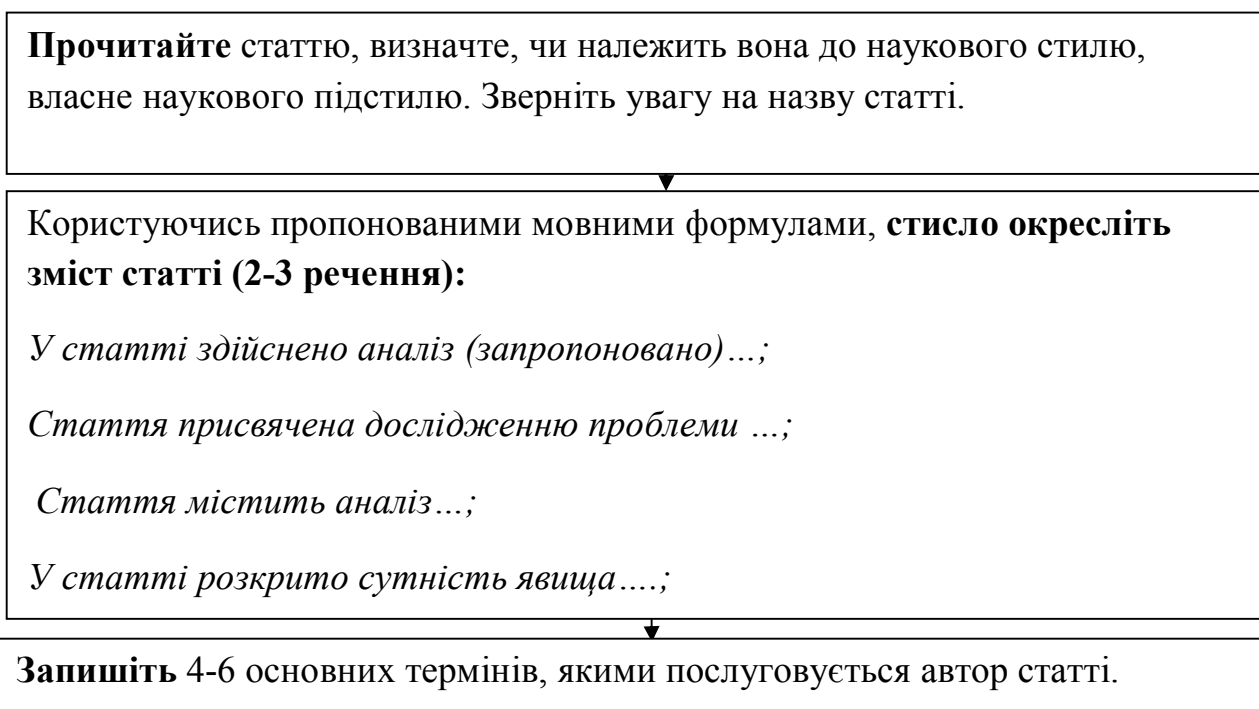 Прочитайте статтю, визначте, чи належить вона до наукового стилю,
власне наукового підстилю. Зверніть увагу на назву статті.
Користуючись пропонованими мовними формулами, стисло окресліть
зміст статті (2-3 речення):
У статті здійснено аналіз (запропоновано)…;
Стаття присвячена дослідженню проблеми …;
Стаття містить аналіз…;
У статті розкрито сутність явища….;
Запишіть 4-6 основних термінів, якими послуговується автор статті.